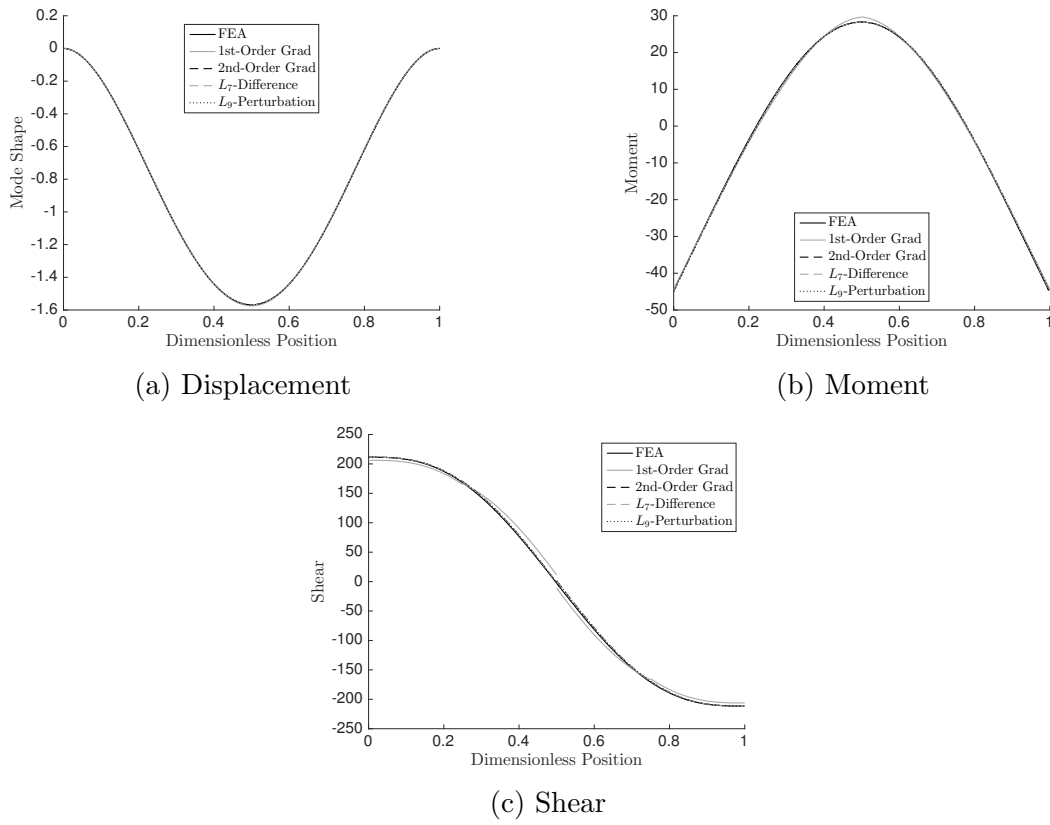 0.2
0
-0.2
-0.4
-0.6
-0.8
-1
-1.2
-1.4
-1.6
Mode Shape
FEA
1st-Order Grad
2nd-Order Grad
L₇-Difference
L₉-Perturbation
0 0.2 0.4 0.6 0.8 1
Dimensionless Position
(a) Displacement
30
20
10
0
-10
-20
-30
-40
-50
Moment
FEA
1st-Order Grad
2nd-Order Grad
L₇-Difference
L₉-Perturbation
0 0.2 0.4 0.6 0.8 1
Dimensionless Position
(b) Moment
250
200
150
100
50
0
-50
-100
-150
-200
-250
Shear
FEA
1st-Order Grad
2nd-Order Grad
L₇-Difference
L₉-Perturbation
0 0.2 0.4 0.6 0.8 1
Dimensionless Position
(c) Shear